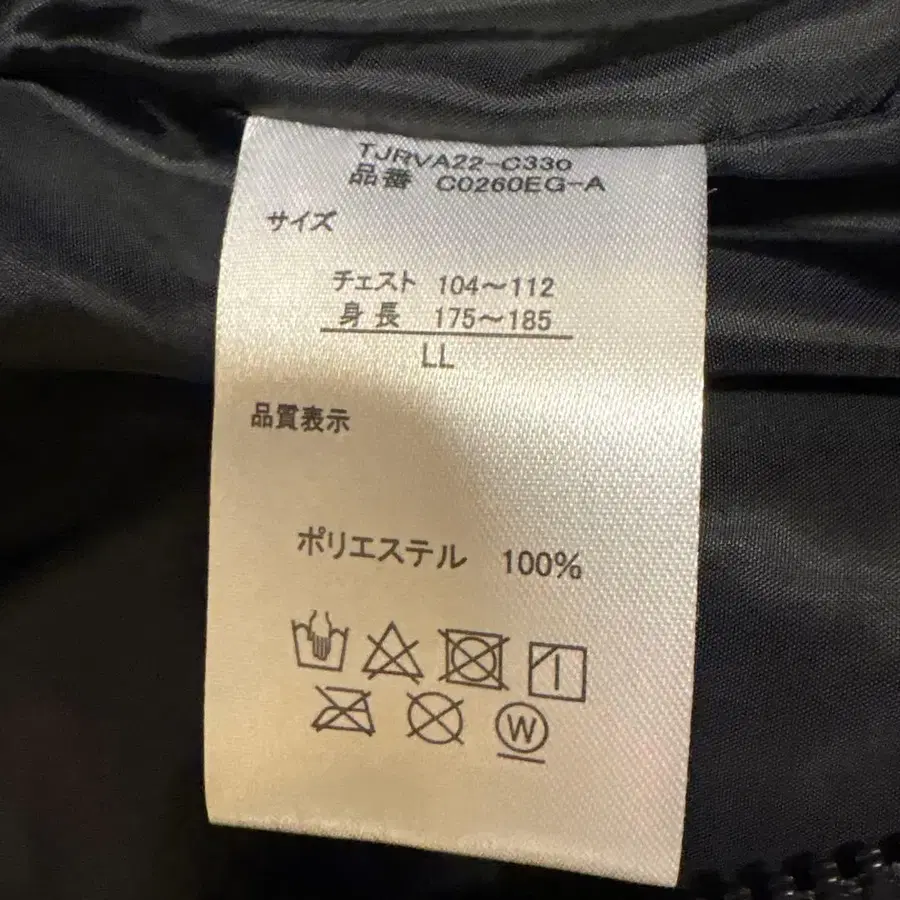 TJRVA22-C330
品番 C0260EG-A
サイズ
チェスト 104～112
身長 175～185
LL
品質表示
ポリエステル 100%
W